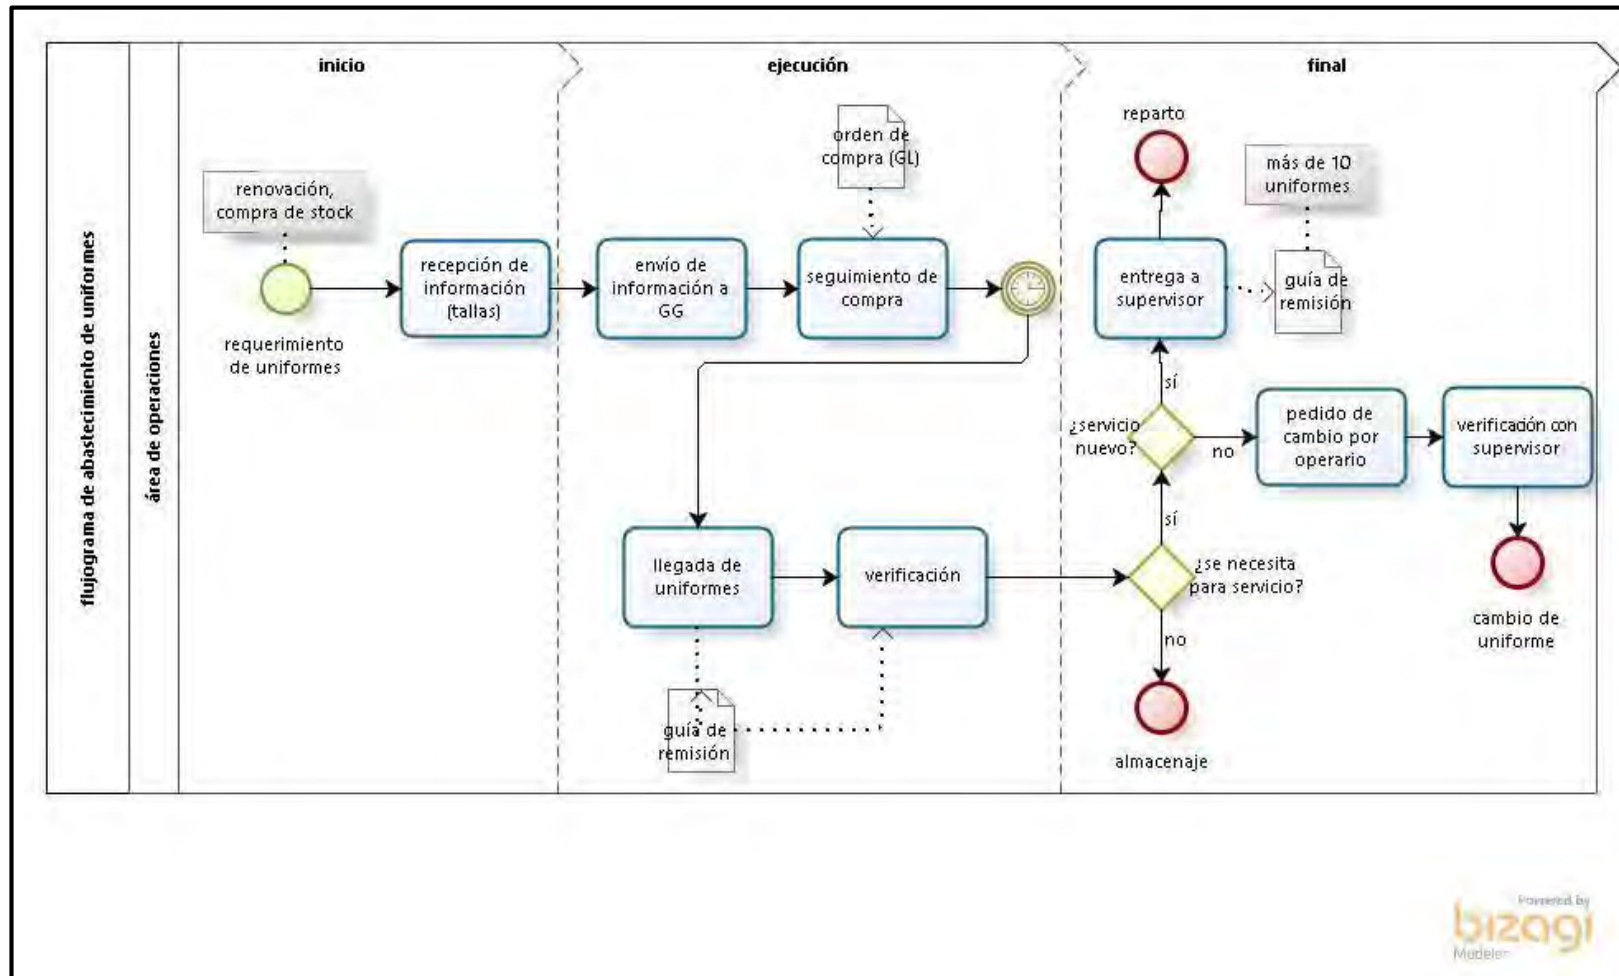 flujograma de abastecimiento de uniformes
área de operaciones
inicio
ejecución
final
renovación,
compra de stock
requerimiento
de uniformes
recepción de
información
(tallas)
envío de
información a
GG
orden de
compra (GL)
seguimiento de
compra
llegada de
uniformes
verificación
guía de
remisión
reparto
más de 10
uniformes
entrega a
supervisor
guía de
remisión
sí
¿servicio
nuevo?
no
pedido de
cambio por
operario
verificación con
supervisor
sí
¿se necesita
para servicio?
no
cambio de
uniforme
almacenaje
Powered by
bizagi
Modeler